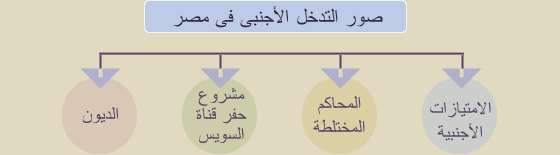 صور التدخل الأجنبى فى مصر
الامتيازات
الأجنبية
المحاكم
المختلطة
مشروع
حفر قناة
السويس
الديون